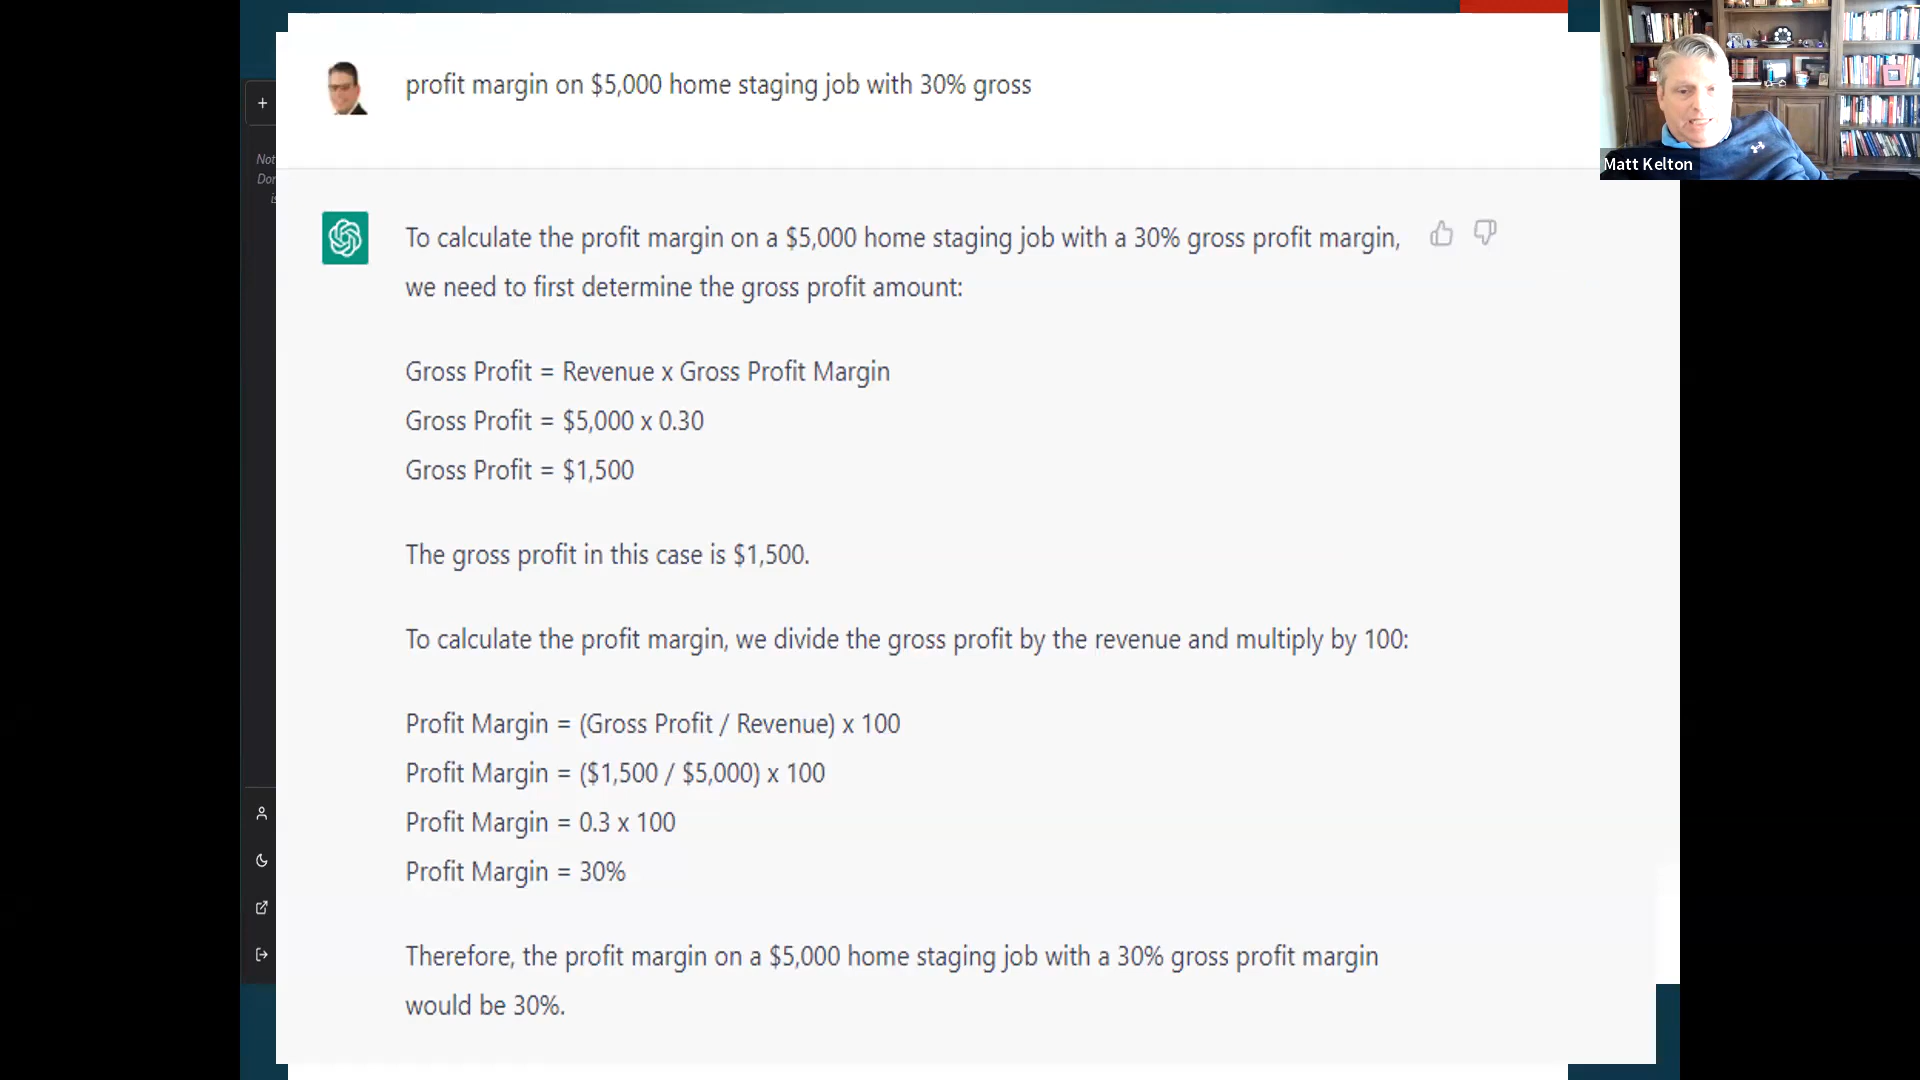 profit margin on $5,000 home staging job with 30% gross
Matt Kelton
+
Not
Dor
is
To calculate the profit margin on a $5,000 home staging job with a 30% gross profit margin,
we need to first determine the gross profit amount:
Gross Profit = Revenue x Gross Profit Margin
Gross Profit = $5,000 x 0.30
Gross Profit = $1,500
The gross profit in this case is $1,500.
To calculate the profit margin, we divide the gross profit by the revenue and multiply by 100:
Profit Margin = (Gross Profit / Revenue) x 100
Profit Margin = ($1,500 / $5,000) x 100
Profit Margin = 0.3 x 100
Profit Margin = 30%
Therefore, the profit margin on a $5,000 home staging job with a 30% gross profit margin
would be 30%.